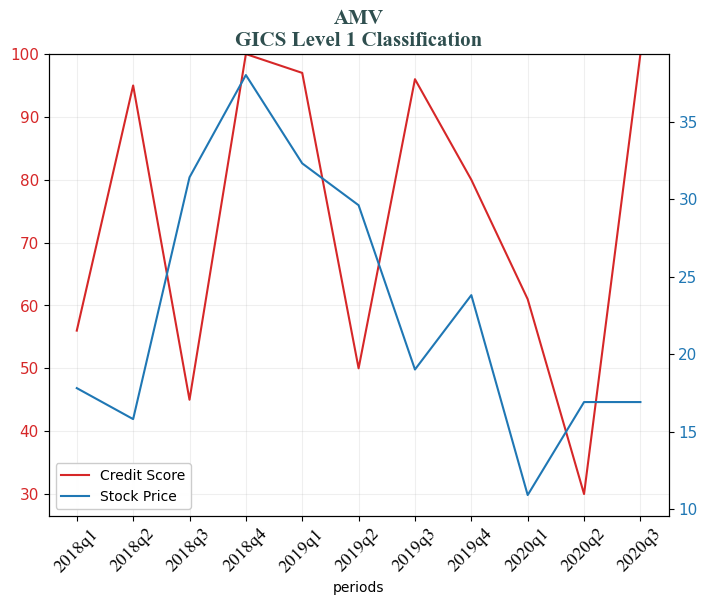 AMV
GICS Level 1 Classification
100
90
80
70
60
50
40
30
35
30
25
20
15
10
Credit Score
Stock Price
2018q1
2018q2
2018q3
2018q4
2019q1
2019q2
2019q3
2019q4
2020q1
2020q2
2020q3
periods